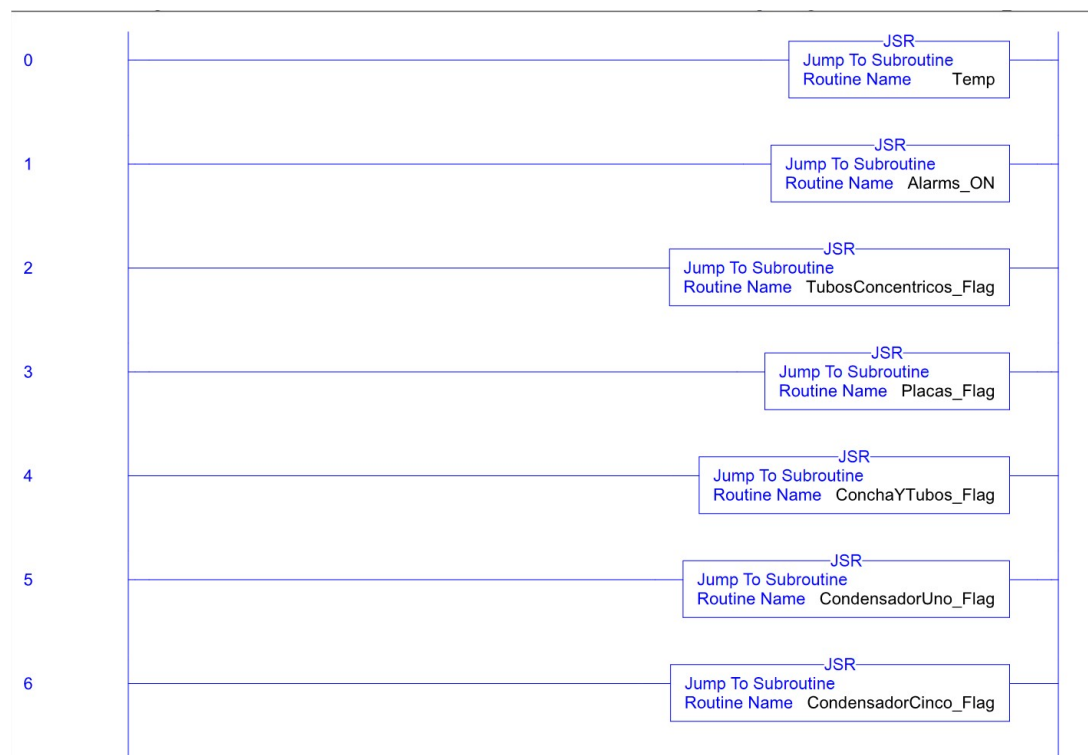 0
JSR
Jump To Subroutine
Routine Name Temp
1
JSR
Jump To Subroutine
Routine Name Alarms_ON
2
JSR
Jump To Subroutine
Routine Name TubosConcentricos_Flag
3
JSR
Jump To Subroutine
Routine Name Placas_Flag
4
JSR
Jump To Subroutine
Routine Name ConchaYTubos_Flag
5
JSR
Jump To Subroutine
Routine Name CondensadorUno_Flag
6
JSR
Jump To Subroutine
Routine Name CondensadorCinco_Flag